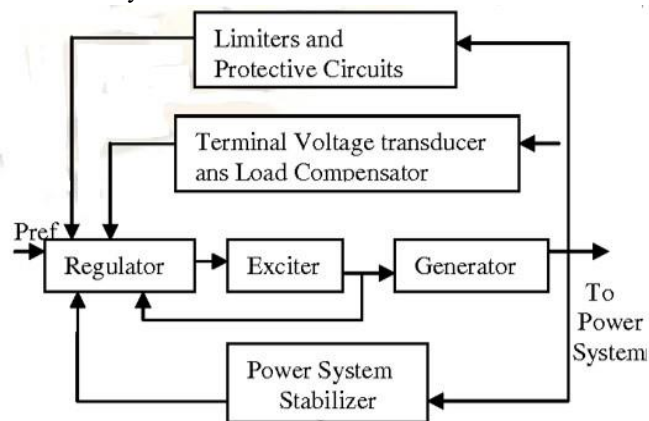 Limiters and
Protective Circuits
Terminal Voltage transducer
ans Load Compensator
Pref
Regulator
Exciter
Generator
To
Power
System
Power System
Stabilizer